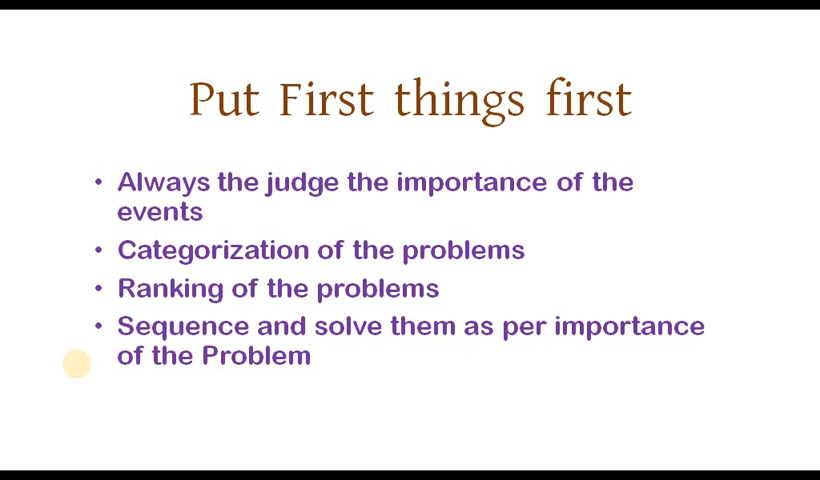 Put First things first
• Always the judge the importance of the
events
• Categorization of the problems
• Ranking of the problems
• Sequence and solve them as per importance
of the Problem